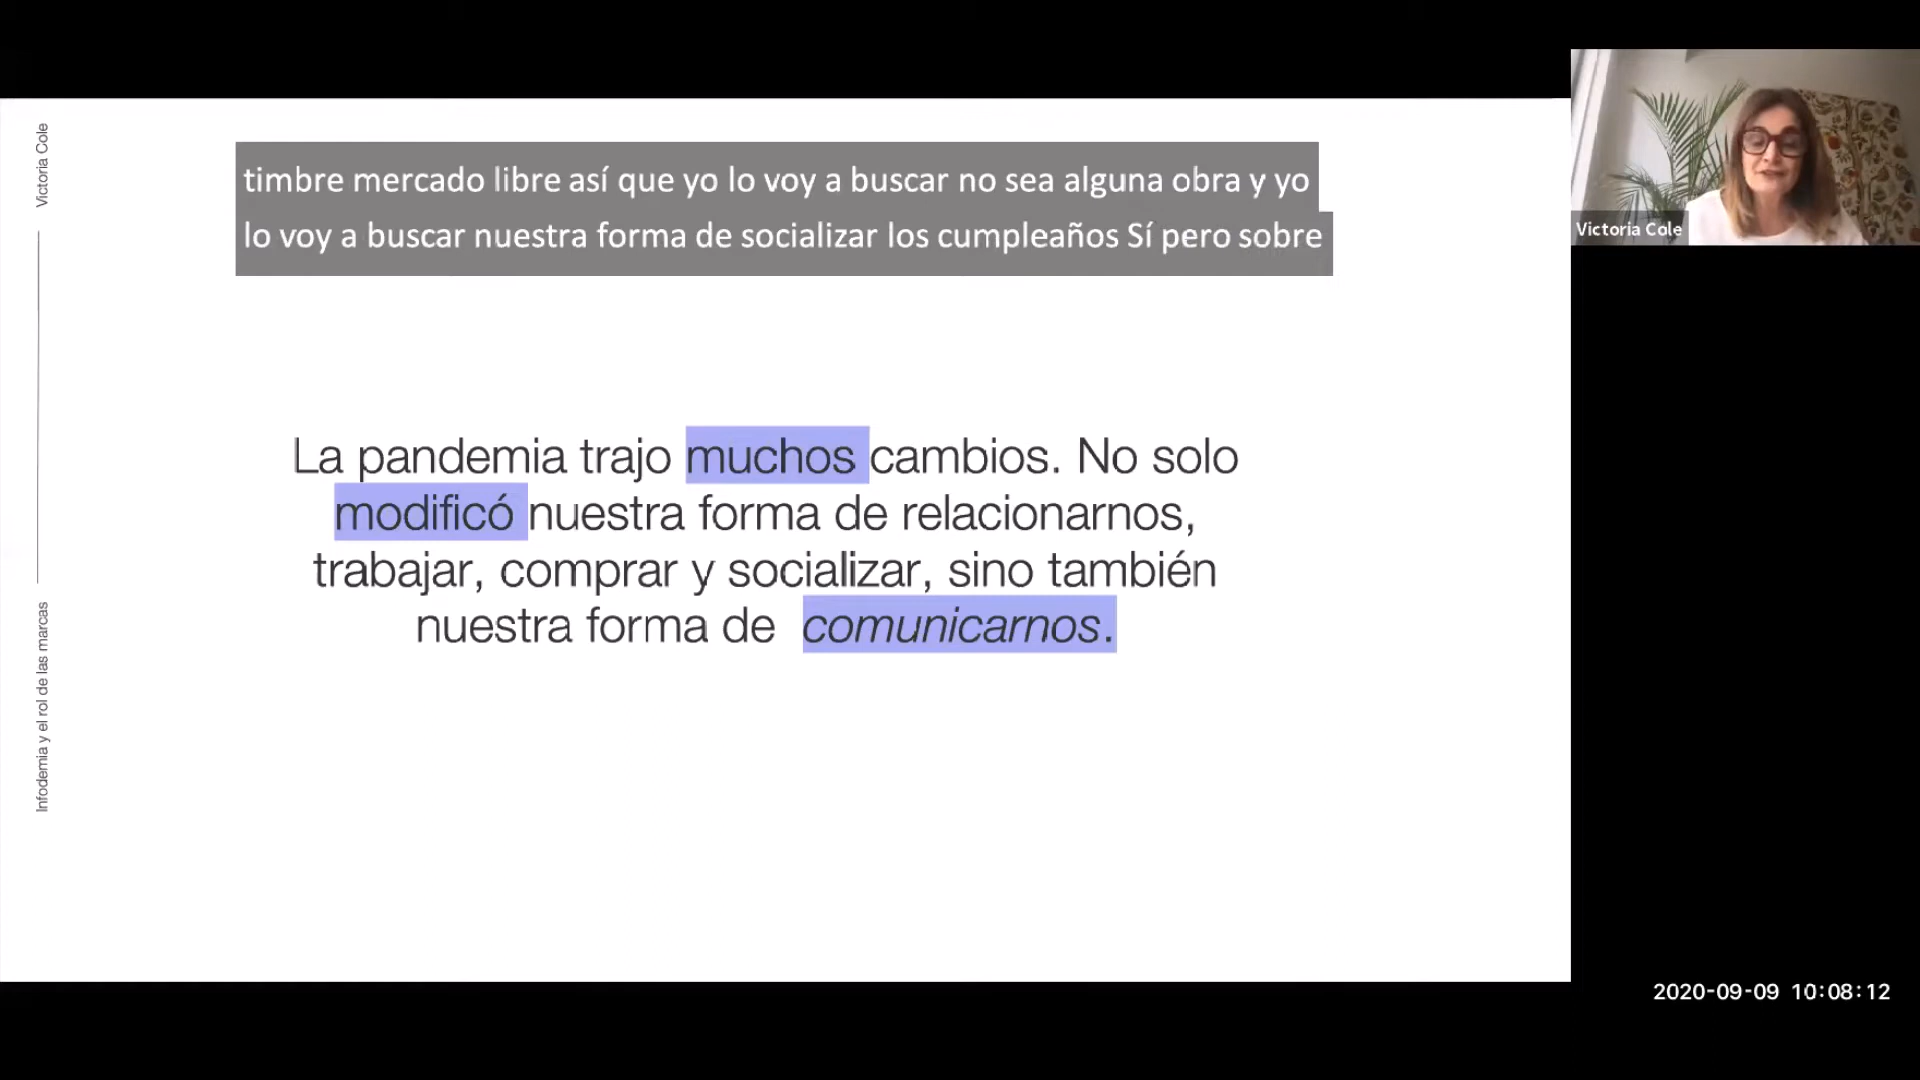 Victoria Cole
Infodemia y el rol de las marcas
timbre mercado libre así que yo lo voy a buscar no sea alguna obra y yo
lo voy a buscar nuestra forma de socializar los cumpleaños Sí pero sobre
La pandemia trajo muchos cambios. No solo
modificó nuestra forma de relacionarnos,
trabajar, comprar y socializar, sino también
nuestra forma de comunicarnos.
Victoria Cole
2020-09-09 10:08:12